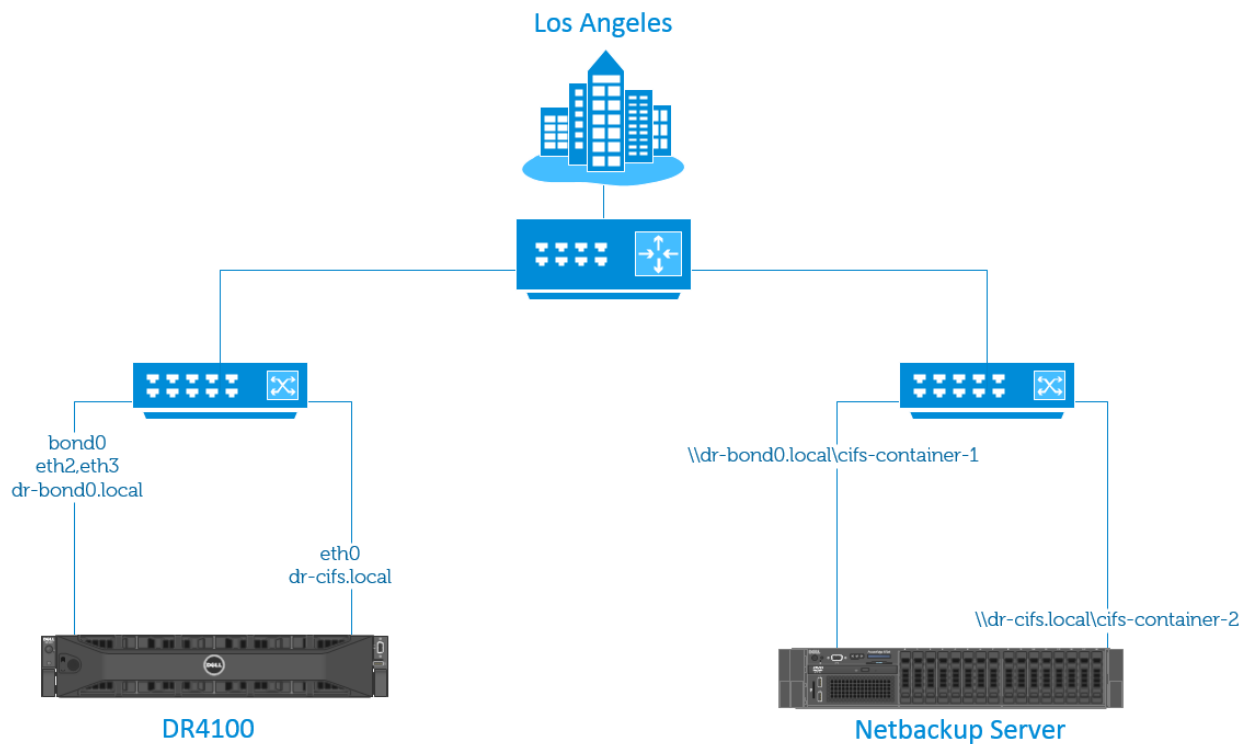 Los Angeles
bond0
eth2,eth3
dr-bond0.local
\\dr-bond0.local\cifs-container-1
eth0
dr-cifs.local
\\dr-cifs.local\cifs-container-2
DELL
DR4100
Netbackup Server